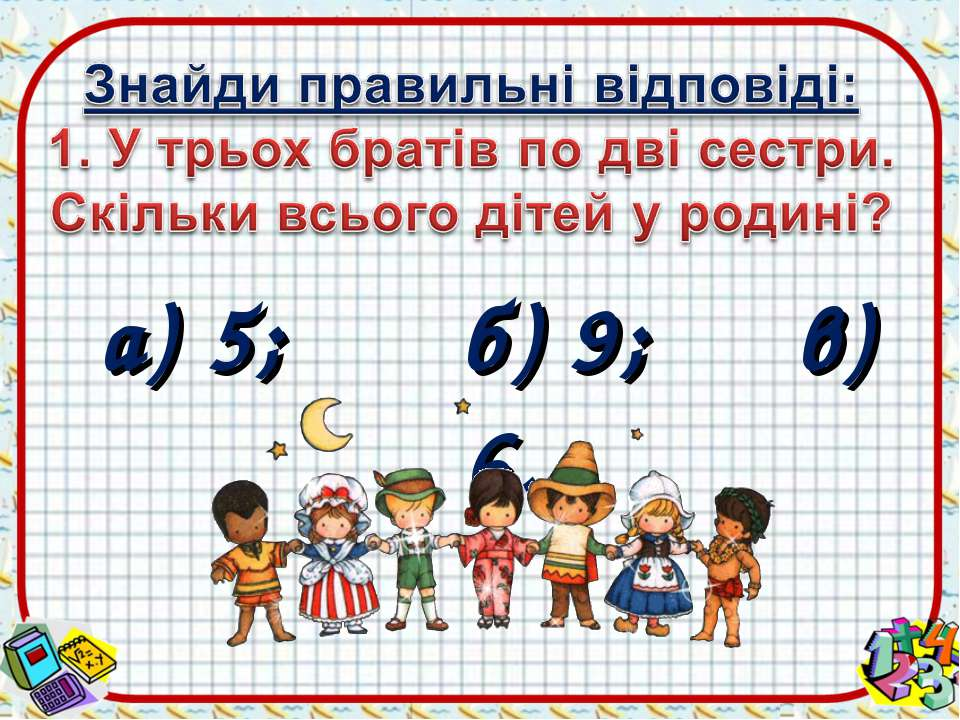 Знайди правильні відповіді:
1. У трьох братів по дві сестри.
Скільки всього дітей у родині?
а) 5; б) 9; в)
6.